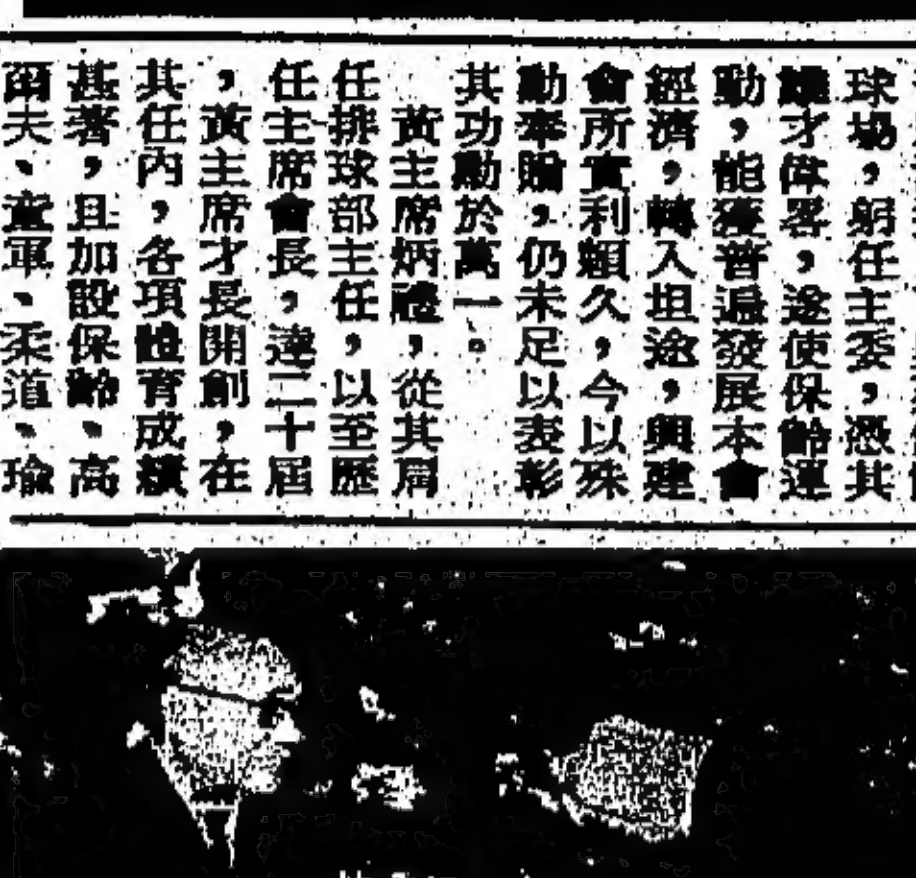 球場，躬任主委，憑其
雄才偉畧，遂使保齡運
動，能獲普遍發展本會
經濟，轉入坦途，興建
會所實利賴久，今以殊
勳奉贈，仍未足以表彰
其功勳於萬一。
黃主席炳禮，從其肩
任排球部主任，以至歷
任主席會長，達二十屆
，黃主席才長開創，在
其任內，各項體育成績
甚著，且加設保齡、高
爾夫、童軍、柔道、瑜